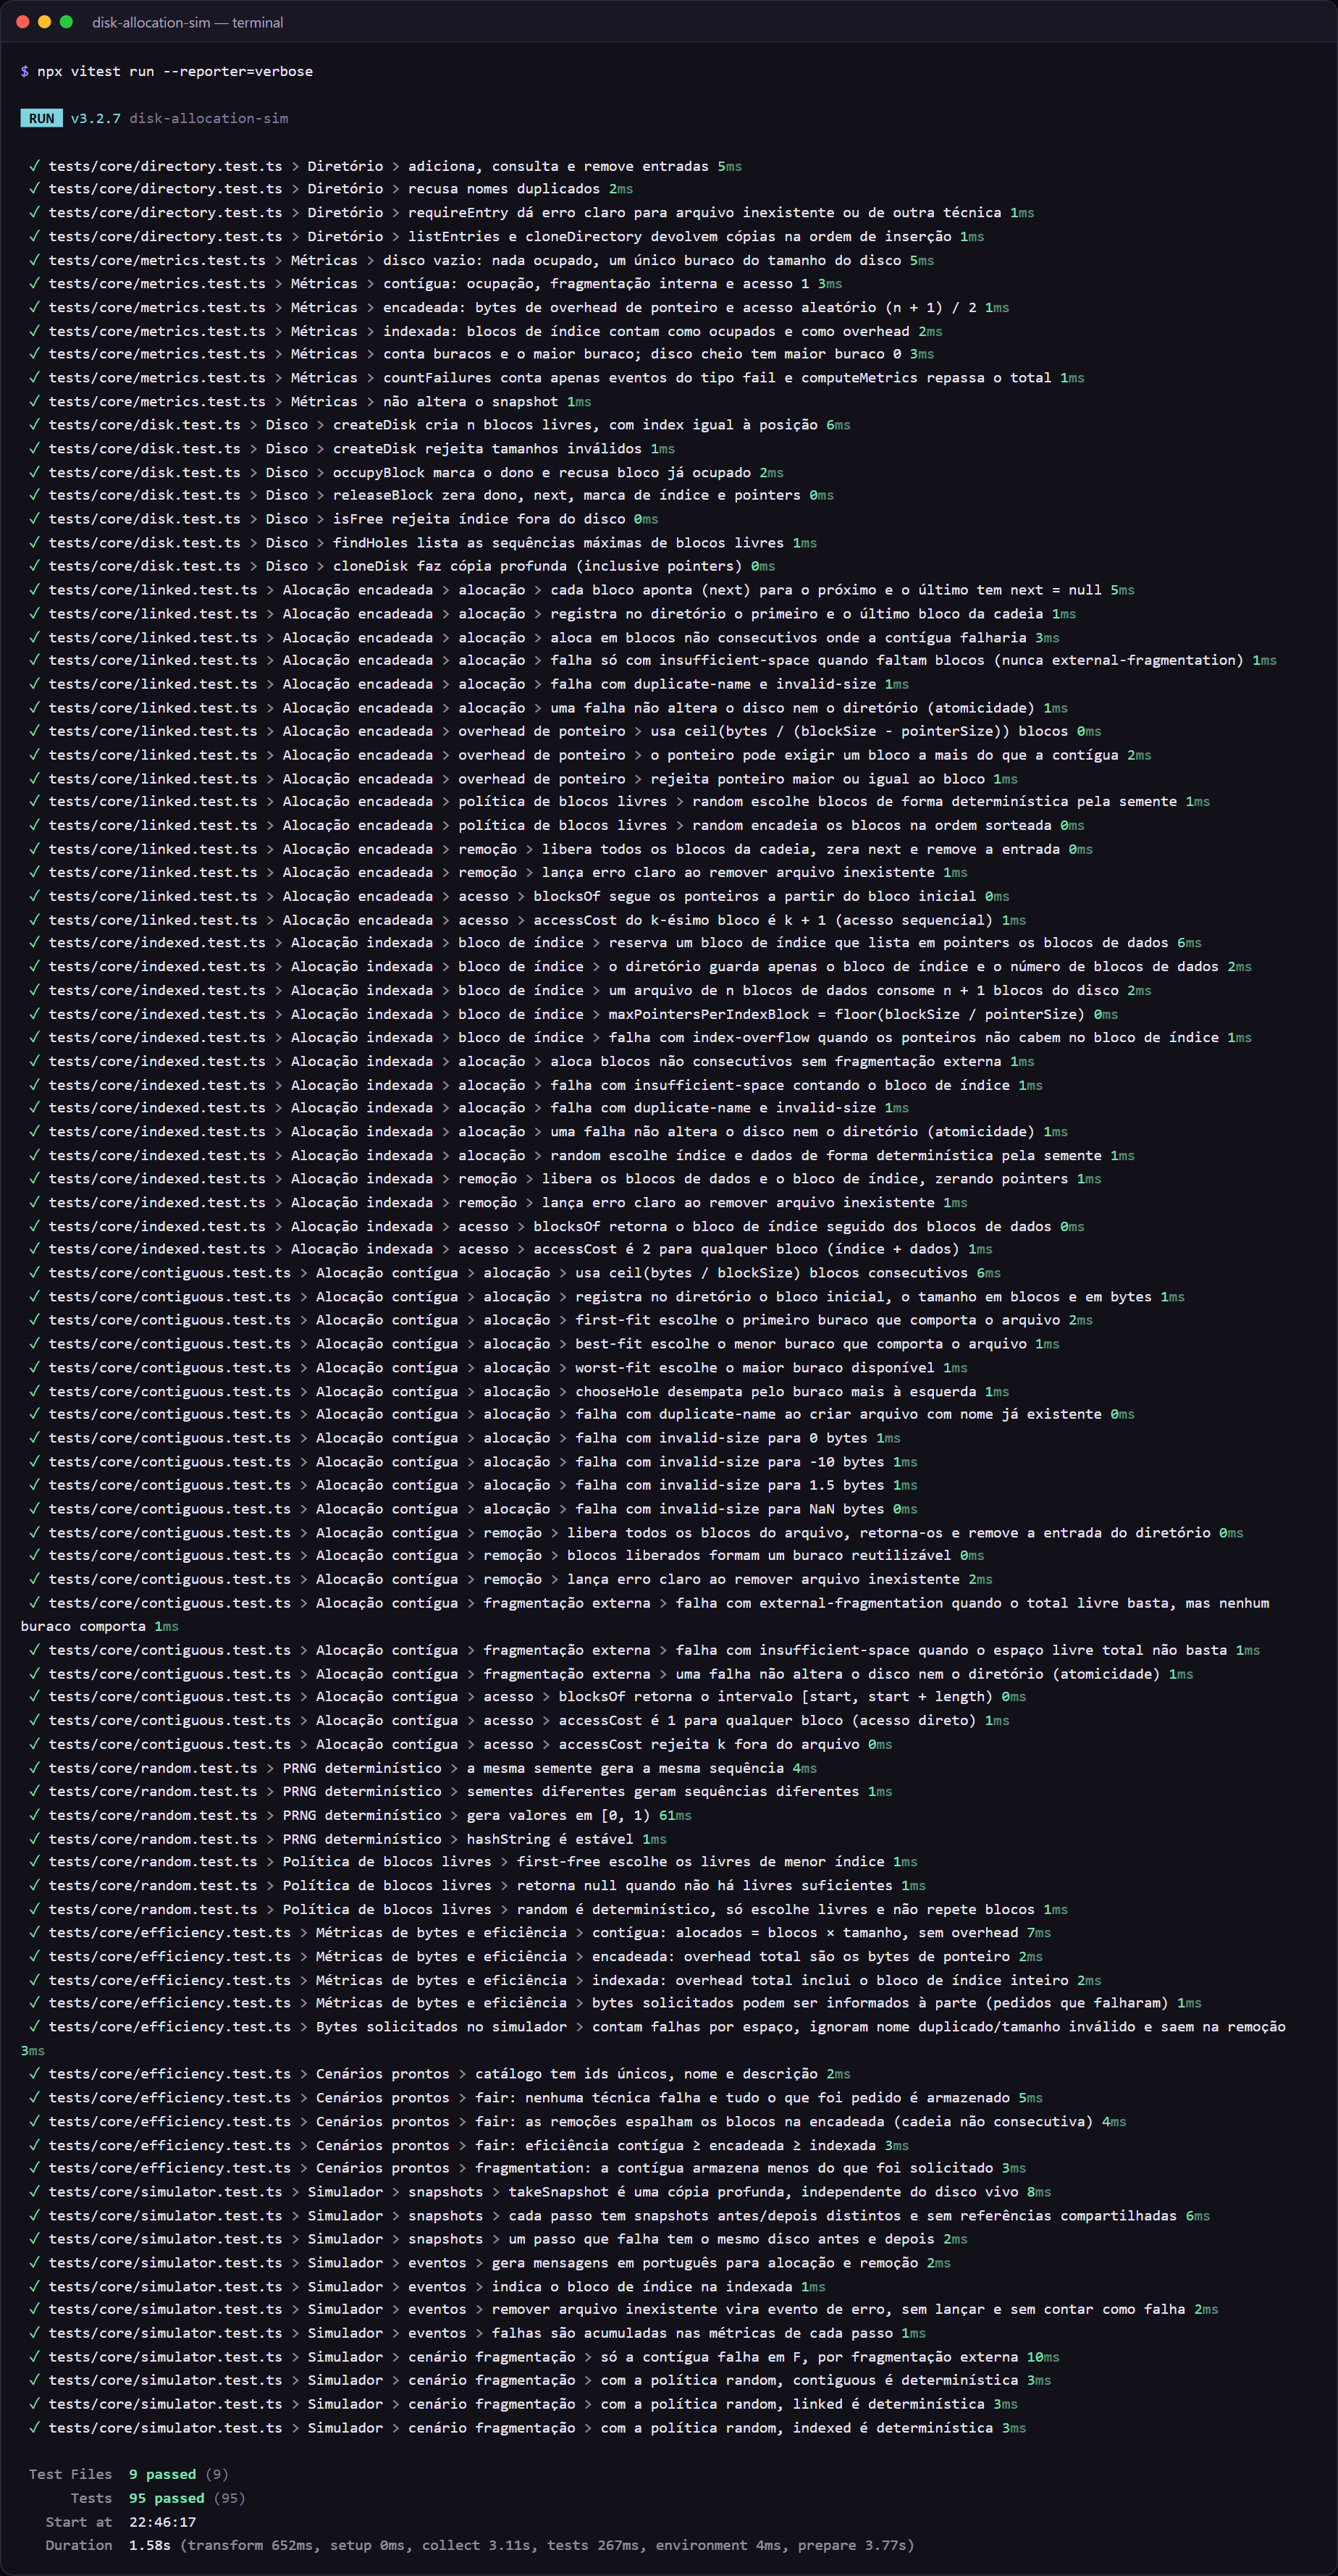 disk-allocation-sim — terminal
$ npx vitest run --reporter=verbose
RUN v3.2.7 disk-allocation-sim
✓ tests/core/directory.test.ts > Diretório > adiciona, consulta e remove entradas 5ms
✓ tests/core/directory.test.ts > Diretório > recusa nomes duplicados 2ms
✓ tests/core/directory.test.ts > Diretório > requireEntry dá erro claro para arquivo inexistente ou de outra técnica 1ms
✓ tests/core/directory.test.ts > Diretório > listEntries e cloneDirectory devolvem cópias na ordem de inserção 1ms
✓ tests/core/metrics.test.ts > Métricas > disco vazio: nada ocupado, um único buraco do tamanho do disco 5ms
✓ tests/core/metrics.test.ts > Métricas > contígua: ocupação, fragmentação interna e acesso 1 3ms
✓ tests/core/metrics.test.ts > Métricas > encadeada: bytes de overhead de ponteiro e acesso aleatório (n + 1) / 2 1ms
✓ tests/core/metrics.test.ts > Métricas > indexada: blocos de índice contam como ocupados e como overhead 2ms
✓ tests/core/metrics.test.ts > Métricas > conta buracos e o maior buraco; disco cheio tem maior buraco 0 3ms
✓ tests/core/metrics.test.ts > Métricas > countFailures conta apenas eventos do tipo fail e computeMetrics repassa o total 1ms
✓ tests/core/metrics.test.ts > Métricas > não altera o snapshot 1ms
✓ tests/core/disk.test.ts > Disco > createDisk cria n blocos livres, com index igual à posição 6ms
✓ tests/core/disk.test.ts > Disco > createDisk rejeita tamanhos inválidos 1ms
✓ tests/core/disk.test.ts > Disco > occupyBlock marca o dono e recusa bloco já ocupado 2ms
✓ tests/core/disk.test.ts > Disco > releaseBlock zera dono, next, marca de índice e pointers 0ms
✓ tests/core/disk.test.ts > Disco > isFree rejeita índice fora do disco 0ms
✓ tests/core/disk.test.ts > Disco > findHoles lista as sequências máximas de blocos livres 1ms
✓ tests/core/disk.test.ts > Disco > cloneDisk faz cópia profunda (inclusive pointers) 0ms
✓ tests/core/linked.test.ts > Alocação encadeada > alocação > cada bloco aponta (next) para o próximo e o último tem next = null 5ms
✓ tests/core/linked.test.ts > Alocação encadeada > alocação > registra no diretório o primeiro e o último bloco da cadeia 1ms
✓ tests/core/linked.test.ts > Alocação encadeada > alocação > aloca em blocos não consecutivos onde a contígua falharia 3ms
✓ tests/core/linked.test.ts > Alocação encadeada > alocação > falha só com insufficient-space quando faltam blocos (nunca external-fragmentation) 1ms
✓ tests/core/linked.test.ts > Alocação encadeada > alocação > falha com duplicate-name e invalid-size 1ms
✓ tests/core/linked.test.ts > Alocação encadeada > alocação > uma falha não altera o disco nem o diretório (atomicidade) 1ms
✓ tests/core/linked.test.ts > Alocação encadeada > overhead de ponteiro > usa ceil(bytes / (blockSize - pointerSize)) blocos 0ms
✓ tests/core/linked.test.ts > Alocação encadeada > overhead de ponteiro > o ponteiro pode exigir um bloco a mais do que a contígua 2ms
✓ tests/core/linked.test.ts > Alocação encadeada > overhead de ponteiro > rejeita ponteiro maior ou igual ao bloco 1ms
✓ tests/core/linked.test.ts > Alocação encadeada > política de blocos livres > random escolhe blocos de forma determinística pela semente 1ms
✓ tests/core/linked.test.ts > Alocação encadeada > política de blocos livres > random encadeia os blocos na ordem sorteada 0ms
✓ tests/core/linked.test.ts > Alocação encadeada > remoção > libera todos os blocos da cadeia, zera next e remove a entrada 0ms
✓ tests/core/linked.test.ts > Alocação encadeada > remoção > lança erro claro ao remover arquivo inexistente 1ms
✓ tests/core/linked.test.ts > Alocação encadeada > acesso > blocksOf segue os ponteiros a partir do bloco inicial 0ms
✓ tests/core/linked.test.ts > Alocação encadeada > acesso > accessCost do k-ésimo bloco é k + 1 (acesso sequencial) 1ms
✓ tests/core/indexed.test.ts > Alocação indexada > bloco de índice > reserva um bloco de índice que lista em pointers os blocos de dados 6ms
✓ tests/core/indexed.test.ts > Alocação indexada > bloco de índice > o diretório guarda apenas o bloco de índice e o número de blocos de dados 2ms
✓ tests/core/indexed.test.ts > Alocação indexada > bloco de índice > um arquivo de n blocos de dados consome n + 1 blocos do disco 2ms
✓ tests/core/indexed.test.ts > Alocação indexada > bloco de índice > maxPointersPerIndexBlock = floor(blockSize / pointerSize) 0ms
✓ tests/core/indexed.test.ts > Alocação indexada > bloco de índice > falha com index-overflow quando os ponteiros não cabem no bloco de índice 1ms
✓ tests/core/indexed.test.ts > Alocação indexada > alocação > aloca blocos não consecutivos sem fragmentação externa 1ms
✓ tests/core/indexed.test.ts > Alocação indexada > alocação > falha com insufficient-space contando o bloco de índice 1ms
✓ tests/core/indexed.test.ts > Alocação indexada > alocação > falha com duplicate-name e invalid-size 1ms
✓ tests/core/indexed.test.ts > Alocação indexada > alocação > uma falha não altera o disco nem o diretório (atomicidade) 1ms
✓ tests/core/indexed.test.ts > Alocação indexada > alocação > random escolhe índice e dados de forma determinística pela semente 1ms
✓ tests/core/indexed.test.ts > Alocação indexada > remoção > libera os blocos de dados e o bloco de índice, zerando pointers 1ms
✓ tests/core/indexed.test.ts > Alocação indexada > remoção > lança erro claro ao remover arquivo inexistente 1ms
✓ tests/core/indexed.test.ts > Alocação indexada > acesso > blocksOf retorna o bloco de índice seguido dos blocos de dados 0ms
✓ tests/core/indexed.test.ts > Alocação indexada > acesso > accessCost é 2 para qualquer bloco (índice + dados) 1ms
✓ tests/core/contiguous.test.ts > Alocação contígua > alocação > usa ceil(bytes / blockSize) blocos consecutivos 6ms
✓ tests/core/contiguous.test.ts > Alocação contígua > alocação > registra no diretório o bloco inicial, o tamanho em blocos e em bytes 1ms
✓ tests/core/contiguous.test.ts > Alocação contígua > alocação > first-fit escolhe o primeiro buraco que comporta o arquivo 2ms
✓ tests/core/contiguous.test.ts > Alocação contígua > alocação > best-fit escolhe o menor buraco que comporta o arquivo 1ms
✓ tests/core/contiguous.test.ts > Alocação contígua > alocação > worst-fit escolhe o maior buraco disponível 1ms
✓ tests/core/contiguous.test.ts > Alocação contígua > alocação > chooseHole desempata pelo buraco mais à esquerda 1ms
✓ tests/core/contiguous.test.ts > Alocação contígua > alocação > falha com duplicate-name ao criar arquivo com nome já existente 0ms
✓ tests/core/contiguous.test.ts > Alocação contígua > alocação > falha com invalid-size para 0 bytes 1ms
✓ tests/core/contiguous.test.ts > Alocação contígua > alocação > falha com invalid-size para -10 bytes 1ms
✓ tests/core/contiguous.test.ts > Alocação contígua > alocação > falha com invalid-size para 1.5 bytes 1ms
✓ tests/core/contiguous.test.ts > Alocação contígua > alocação > falha com invalid-size para NaN bytes 0ms
✓ tests/core/contiguous.test.ts > Alocação contígua > remoção > libera todos os blocos do arquivo, retorna-os e remove a entrada do diretório 0ms
✓ tests/core/contiguous.test.ts > Alocação contígua > remoção > blocos liberados formam um buraco reutilizável 0ms
✓ tests/core/contiguous.test.ts > Alocação contígua > remoção > lança erro claro ao remover arquivo inexistente 2ms
✓ tests/core/contiguous.test.ts > Alocação contígua > fragmentação externa > falha com external-fragmentation quando o total livre basta, mas nenhum
buraco comporta 1ms
✓ tests/core/contiguous.test.ts > Alocação contígua > fragmentação externa > falha com insufficient-space quando o espaço livre total não basta 1ms
✓ tests/core/contiguous.test.ts > Alocação contígua > fragmentação externa > uma falha não altera o disco nem o diretório (atomicidade) 1ms
✓ tests/core/contiguous.test.ts > Alocação contígua > acesso > blocksOf retorna o intervalo [start, start + length) 0ms
✓ tests/core/contiguous.test.ts > Alocação contígua > acesso > accessCost é 1 para qualquer bloco (acesso direto) 1ms
✓ tests/core/contiguous.test.ts > Alocação contígua > acesso > accessCost rejeita k fora do arquivo 0ms
✓ tests/core/random.test.ts > PRNG determinístico > a mesma semente gera a mesma sequência 4ms
✓ tests/core/random.test.ts > PRNG determinístico > sementes diferentes geram sequências diferentes 1ms
✓ tests/core/random.test.ts > PRNG determinístico > gera valores em [0, 1) 61ms
✓ tests/core/random.test.ts > PRNG determinístico > hashString é estável 1ms
✓ tests/core/random.test.ts > Política de blocos livres > first-free escolhe os livres de menor índice 1ms
✓ tests/core/random.test.ts > Política de blocos livres > retorna null quando não há livres suficientes 1ms
✓ tests/core/random.test.ts > Política de blocos livres > random é determinístico, só escolhe livres e não repete blocos 1ms
✓ tests/core/efficiency.test.ts > Métricas de bytes e eficiência > contígua: alocados = blocos × tamanho, sem overhead 7ms
✓ tests/core/efficiency.test.ts > Métricas de bytes e eficiência > encadeada: overhead total são os bytes de ponteiro 2ms
✓ tests/core/efficiency.test.ts > Métricas de bytes e eficiência > indexada: overhead total inclui o bloco de índice inteiro 2ms
✓ tests/core/efficiency.test.ts > Métricas de bytes e eficiência > bytes solicitados podem ser informados à parte (pedidos que falharam) 1ms
✓ tests/core/efficiency.test.ts > Bytes solicitados no simulador > contam falhas por espaço, ignoram nome duplicado/tamanho inválido e saem na remoção
3ms
✓ tests/core/efficiency.test.ts > Cenários prontos > catálogo tem ids únicos, nome e descrição 2ms
✓ tests/core/efficiency.test.ts > Cenários prontos > fair: nenhuma técnica falha e tudo o que foi pedido é armazenado 5ms
✓ tests/core/efficiency.test.ts > Cenários prontos > fair: as remoções espalham os blocos na encadeada (cadeia não consecutiva) 4ms
✓ tests/core/efficiency.test.ts > Cenários prontos > fair: eficiência contígua ≥ encadeada ≥ indexada 3ms
✓ tests/core/efficiency.test.ts > Cenários prontos > fragmentation: a contígua armazena menos do que foi solicitado 3ms
✓ tests/core/simulator.test.ts > Simulador > snapshots > takeSnapshot é uma cópia profunda, independente do disco vivo 8ms
✓ tests/core/simulator.test.ts > Simulador > snapshots > cada passo tem snapshots antes/depois distintos e sem referências compartilhadas 6ms
✓ tests/core/simulator.test.ts > Simulador > snapshots > um passo que falha tem o mesmo disco antes e depois 2ms
✓ tests/core/simulator.test.ts > Simulador > eventos > gera mensagens em português para alocação e remoção 2ms
✓ tests/core/simulator.test.ts > Simulador > eventos > indica o bloco de índice na indexada 1ms
✓ tests/core/simulator.test.ts > Simulador > eventos > remover arquivo inexistente vira evento de erro, sem lançar e sem contar como falha 2ms
✓ tests/core/simulator.test.ts > Simulador > eventos > falhas são acumuladas nas métricas de cada passo 1ms
✓ tests/core/simulator.test.ts > Simulador > cenário fragmentação > só a contígua falha em F, por fragmentação externa 10ms
✓ tests/core/simulator.test.ts > Simulador > cenário fragmentação > com a política random, contiguous é determinística 3ms
✓ tests/core/simulator.test.ts > Simulador > cenário fragmentação > com a política random, linked é determinística 3ms
✓ tests/core/simulator.test.ts > Simulador > cenário fragmentação > com a política random, indexed é determinística 3ms
Test Files 9 passed (9)
Tests 95 passed (95)
Start at 22:46:17
Duration 1.58s (transform 652ms, setup 0ms, collect 3.11s, tests 267ms, environment 4ms, prepare 3.77s)